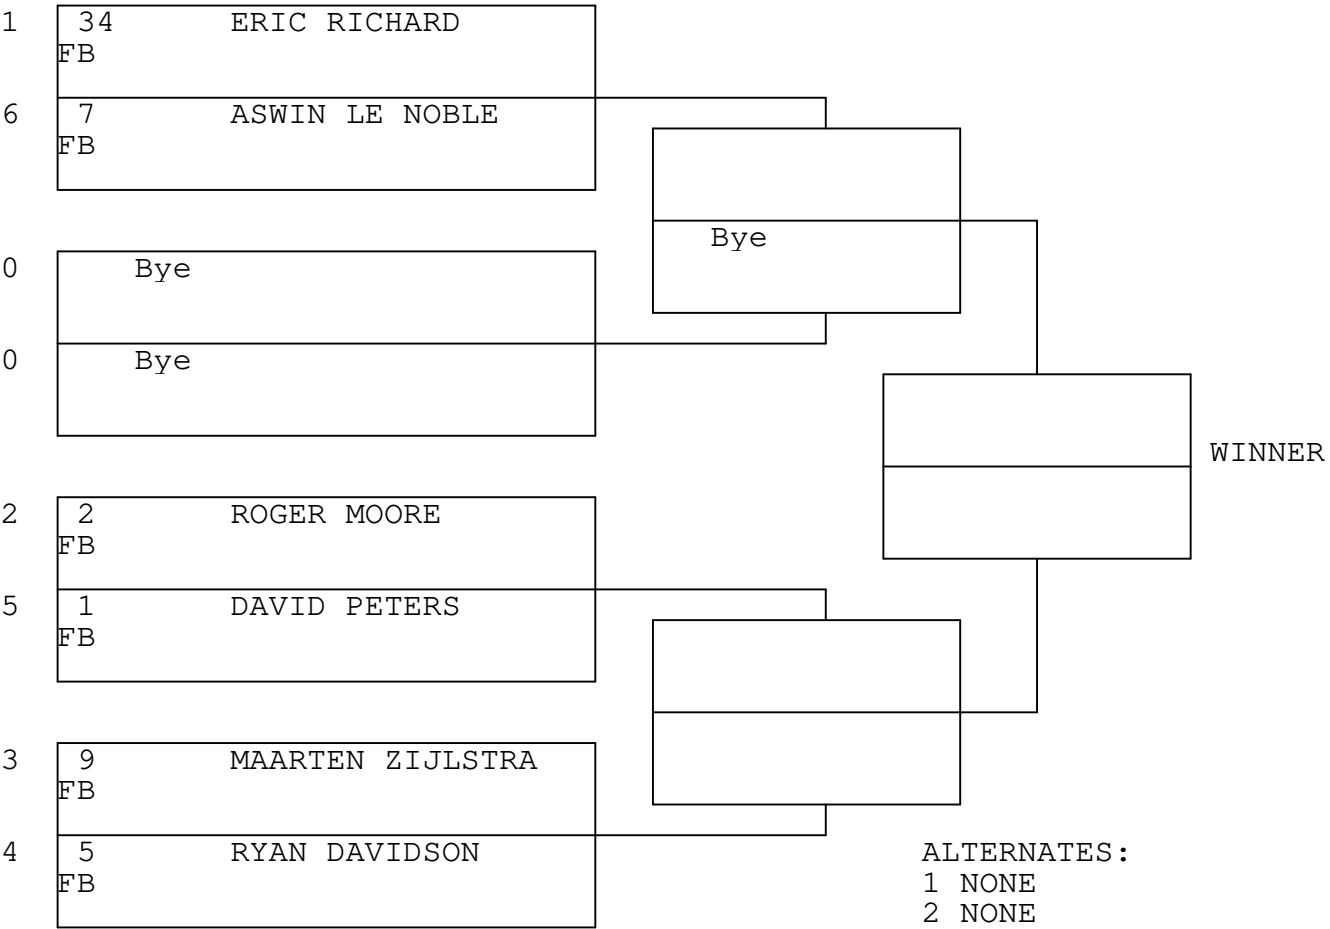 1 34 ERIC RICHARD
FB
6 7 ASWIN LE NOBLE
FB
Bye
0 Bye
0 Bye
WINNER
2 2 ROGER MOORE
FB
5 1 DAVID PETERS
FB
3 9 MAARTEN ZIJLSTRA
FB
4 5 RYAN DAVIDSON
FB
ALTERNATES:
1 NONE
2 NONE